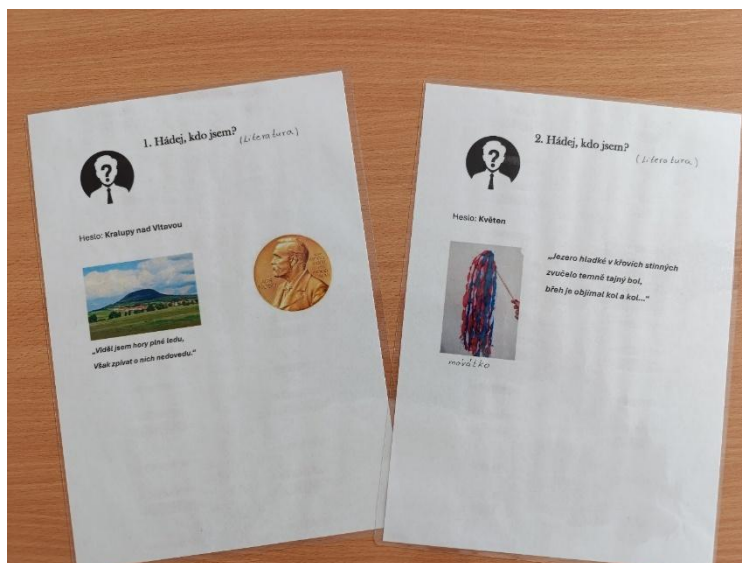 1. Hádej, kdo jsem? (Literatura)
Heslo: Kralupy nad Vltavou
„Viděl jsem hory plné ledu,
Však zpívat o nich nedovedu.“
2. Hádej, kdo jsem?
(Literatura)
Heslo: Květen
„Jezero hladké v křovích stinných
zvučelo temně tajný bol,
břeh je objímal kol a kol...“
mávátko